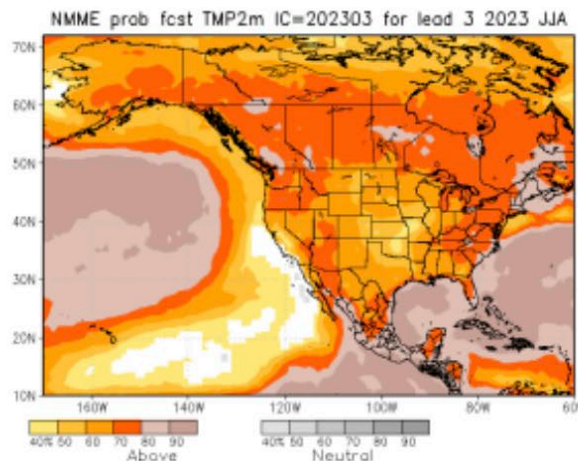 NMME prob fcst TMP2m IC=202303 for lead 3 2023 JJA
70N
60N
50N
40N
30N
20N
10N
160W 140W 120W 100W 80W 60W
40% 50 60 70 80 90 40% 50 60 70 80 90
Above Neutral